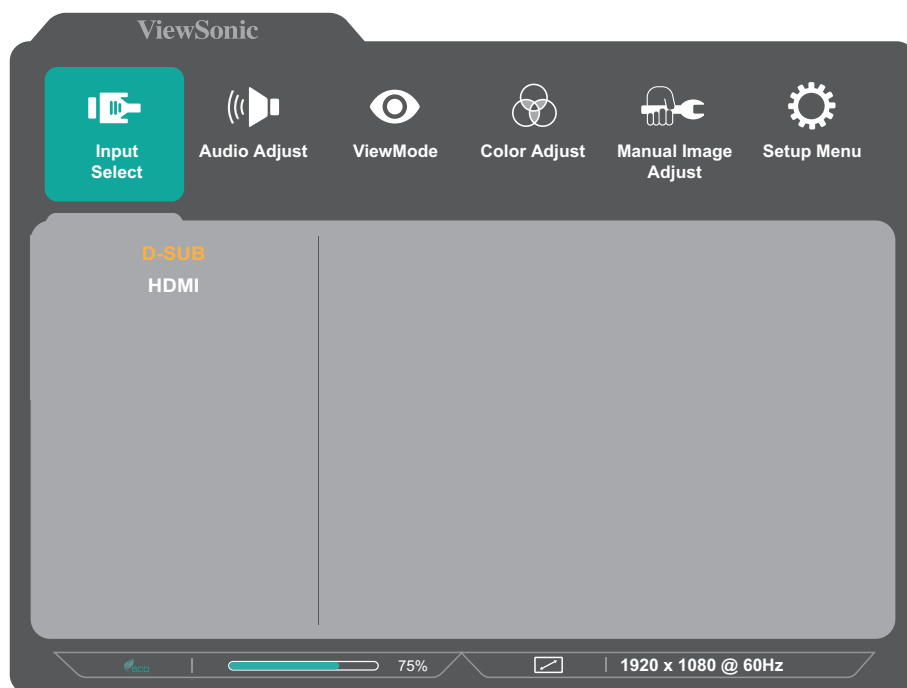 ViewSonic
Input Select
Audio Adjust
ViewMode
Color Adjust
Manual Image Adjust
Setup Menu
D-SUB
HDMI
75%
1920 x 1080 @ 60Hz